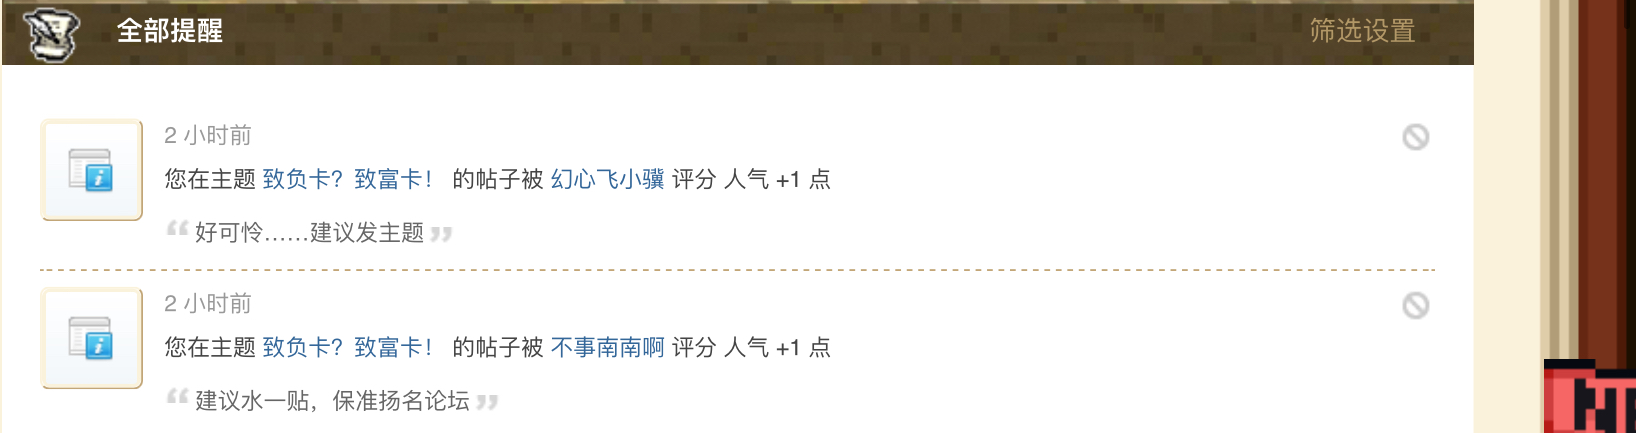 全部提醒
筛选设置
2 小时前
您在主题 致负卡？致富卡！ 的帖子被 幻心飞小骥 评分 人气 +1 点
“ 好可怜……建议发主题 ”
2 小时前
您在主题 致负卡？致富卡！ 的帖子被 不事南南啊 评分 人气 +1 点
“ 建议水一贴，保准扬名论坛 ”